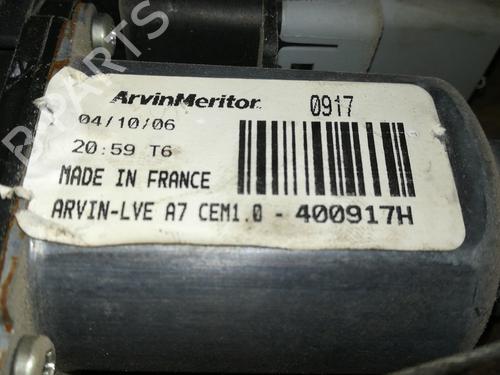 ArvinMeritor 0917
04/10/06
20:59 T6
MADE IN FRANCE
ARVIN-LVE A7 CEM1.0 - 400917H